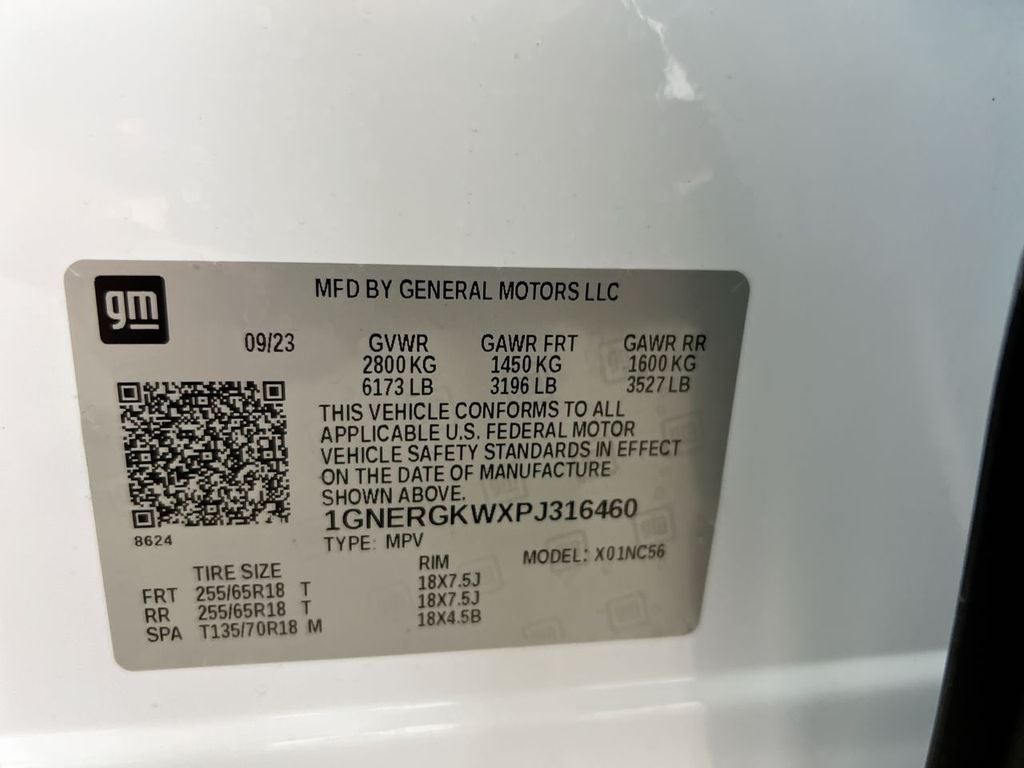 gm
MFD BY GENERAL MOTORS LLC
09/23 GVWR GAWR FRT GAWR RR
2800 KG 1450 KG 1600 KG
6173 LB 3196 LB 3527 LB
THIS VEHICLE CONFORMS TO ALL
APPLICABLE U.S. FEDERAL MOTOR
VEHICLE SAFETY STANDARDS IN EFFECT
ON THE DATE OF MANUFACTURE
SHOWN ABOVE.
1GNERGKWXPJ316460
8624
TYPE: MPV
MODEL: X01NC56
TIRE SIZE RIM
FRT 255/65R18 T 18X7.5J
RR 255/65R18 T 18X7.5J
SPA T135/70R18 M 18X4.5B